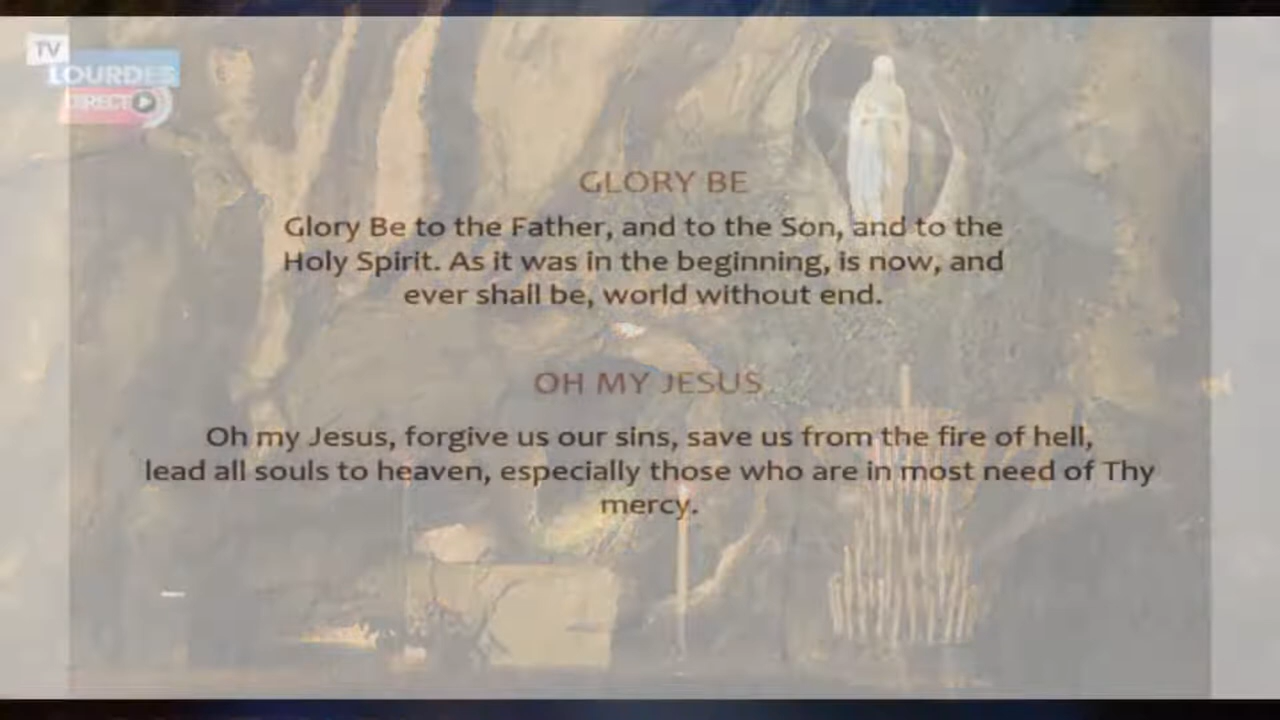 TV
LOURDES
DIRECT
GLORY BE
Glory Be to the Father, and to the Son, and to the
Holy Spirit. As it was in the beginning, is now, and
ever shall be, world without end.
OH MY JESUS
Oh my Jesus, forgive us our sins, save us from the fire of hell,
lead all souls to heaven, especially those who are in most need of Thy
mercy.